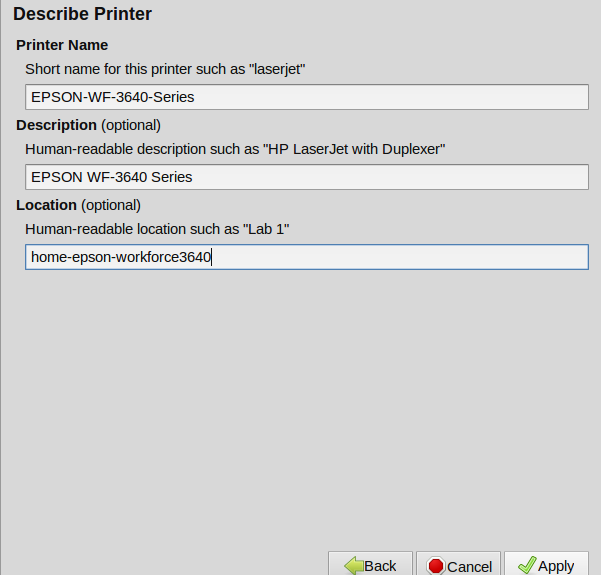 Describe Printer
Printer Name
Short name for this printer such as "laserjet"
EPSON-WF-3640-Series
Description (optional)
Human-readable description such as "HP LaserJet with Duplexer"
EPSON WF-3640 Series
Location (optional)
Human-readable location such as "Lab 1"
home-epson-workforce3640
Back Cancel Apply